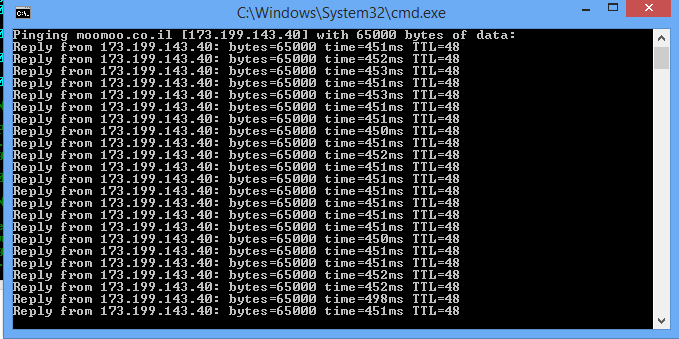 C:\Windows\System32\cmd.exe
Pinging moomoo.co.il [173.199.143.40] with 65000 bytes of data:
Reply from 173.199.143.40: bytes=65000 time=451ms TTL=48
Reply from 173.199.143.40: bytes=65000 time=452ms TTL=48
Reply from 173.199.143.40: bytes=65000 time=453ms TTL=48
Reply from 173.199.143.40: bytes=65000 time=451ms TTL=48
Reply from 173.199.143.40: bytes=65000 time=453ms TTL=48
Reply from 173.199.143.40: bytes=65000 time=451ms TTL=48
Reply from 173.199.143.40: bytes=65000 time=451ms TTL=48
Reply from 173.199.143.40: bytes=65000 time=450ms TTL=48
Reply from 173.199.143.40: bytes=65000 time=451ms TTL=48
Reply from 173.199.143.40: bytes=65000 time=452ms TTL=48
Reply from 173.199.143.40: bytes=65000 time=451ms TTL=48
Reply from 173.199.143.40: bytes=65000 time=451ms TTL=48
Reply from 173.199.143.40: bytes=65000 time=451ms TTL=48
Reply from 173.199.143.40: bytes=65000 time=451ms TTL=48
Reply from 173.199.143.40: bytes=65000 time=451ms TTL=48
Reply from 173.199.143.40: bytes=65000 time=451ms TTL=48
Reply from 173.199.143.40: bytes=65000 time=450ms TTL=48
Reply from 173.199.143.40: bytes=65000 time=451ms TTL=48
Reply from 173.199.143.40: bytes=65000 time=451ms TTL=48
Reply from 173.199.143.40: bytes=65000 time=452ms TTL=48
Reply from 173.199.143.40: bytes=65000 time=452ms TTL=48
Reply from 173.199.143.40: bytes=65000 time=498ms TTL=48
Reply from 173.199.143.40: bytes=65000 time=451ms TTL=48